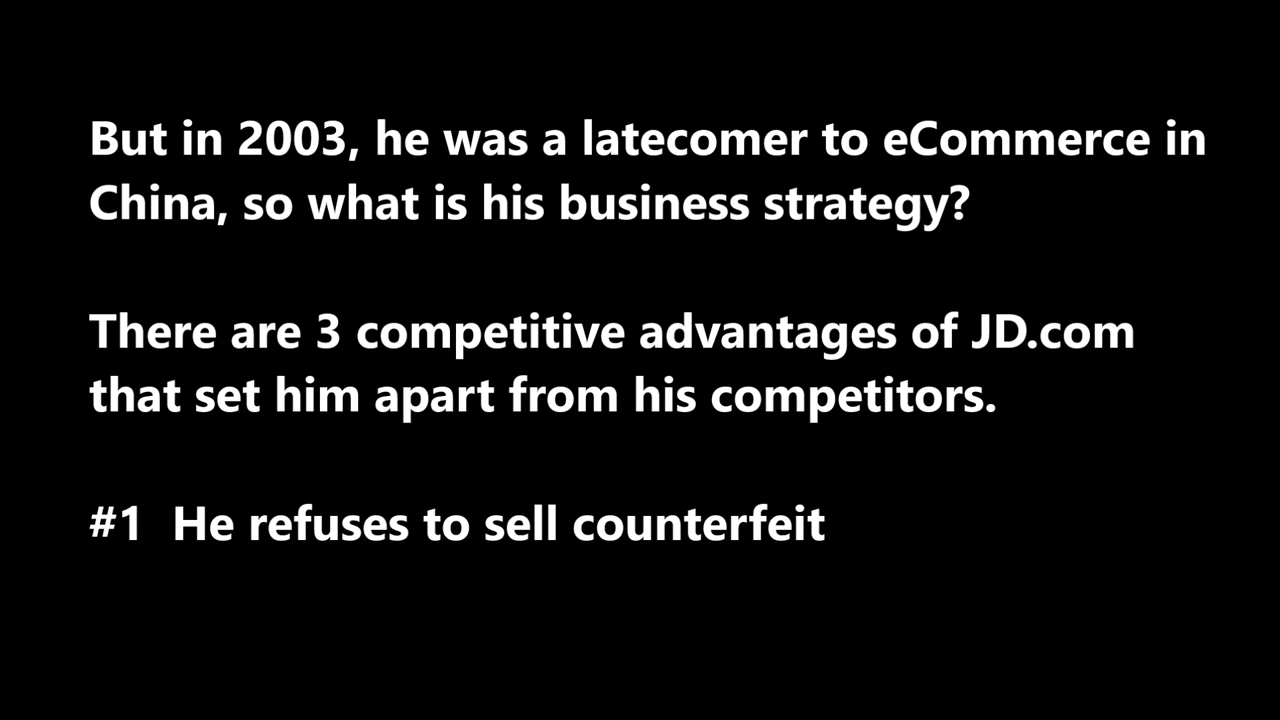 But in 2003, he was a latecomer to eCommerce in
China, so what is his business strategy?
There are 3 competitive advantages of JD.com
that set him apart from his competitors.
#1 He refuses to sell counterfeit